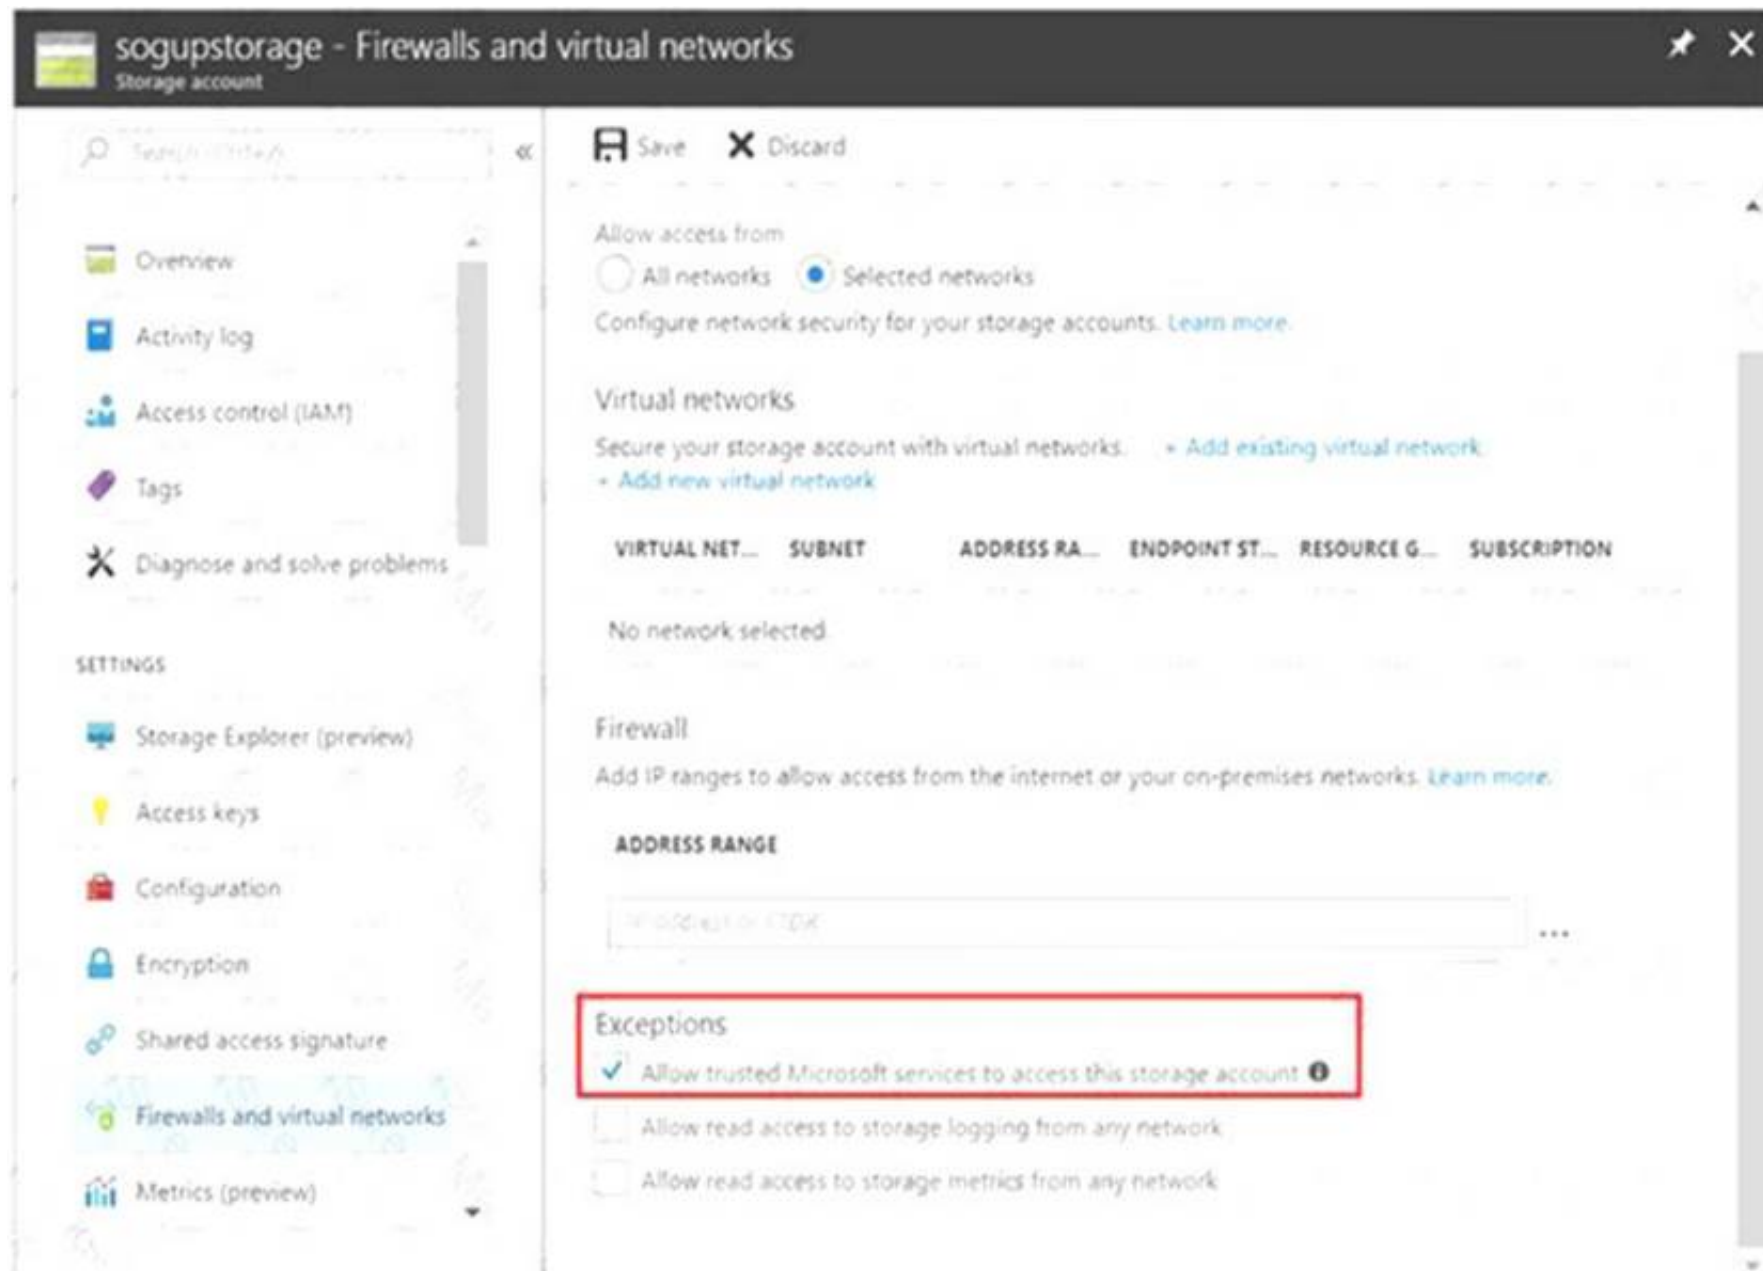 sogupstorage - Firewalls and virtual networks
Storage account
Save
Discard
Overview
Activity log
Access control (IAM)
Tags
Diagnose and solve problems
SETTINGS
Storage Explorer (preview)
Access keys
Configuration
Encryption
Shared access signature
Firewalls and virtual networks
Metrics (preview)
Allow access from
All networks
Selected networks
Configure network security for your storage accounts. Learn more.
Virtual networks
Secure your storage account with virtual networks. + Add existing virtual network
+ Add new virtual network
VIRTUAL NET... SUBNET ADDRESS RA... ENDPOINT ST... RESOURCE G... SUBSCRIPTION
No network selected.
Firewall
Add IP ranges to allow access from the internet or your on-premises networks. Learn more.
ADDRESS RANGE
...
Exceptions
Allow trusted Microsoft services to access this storage account
Allow read access to storage logging from any network
Allow read access to storage metrics from any network